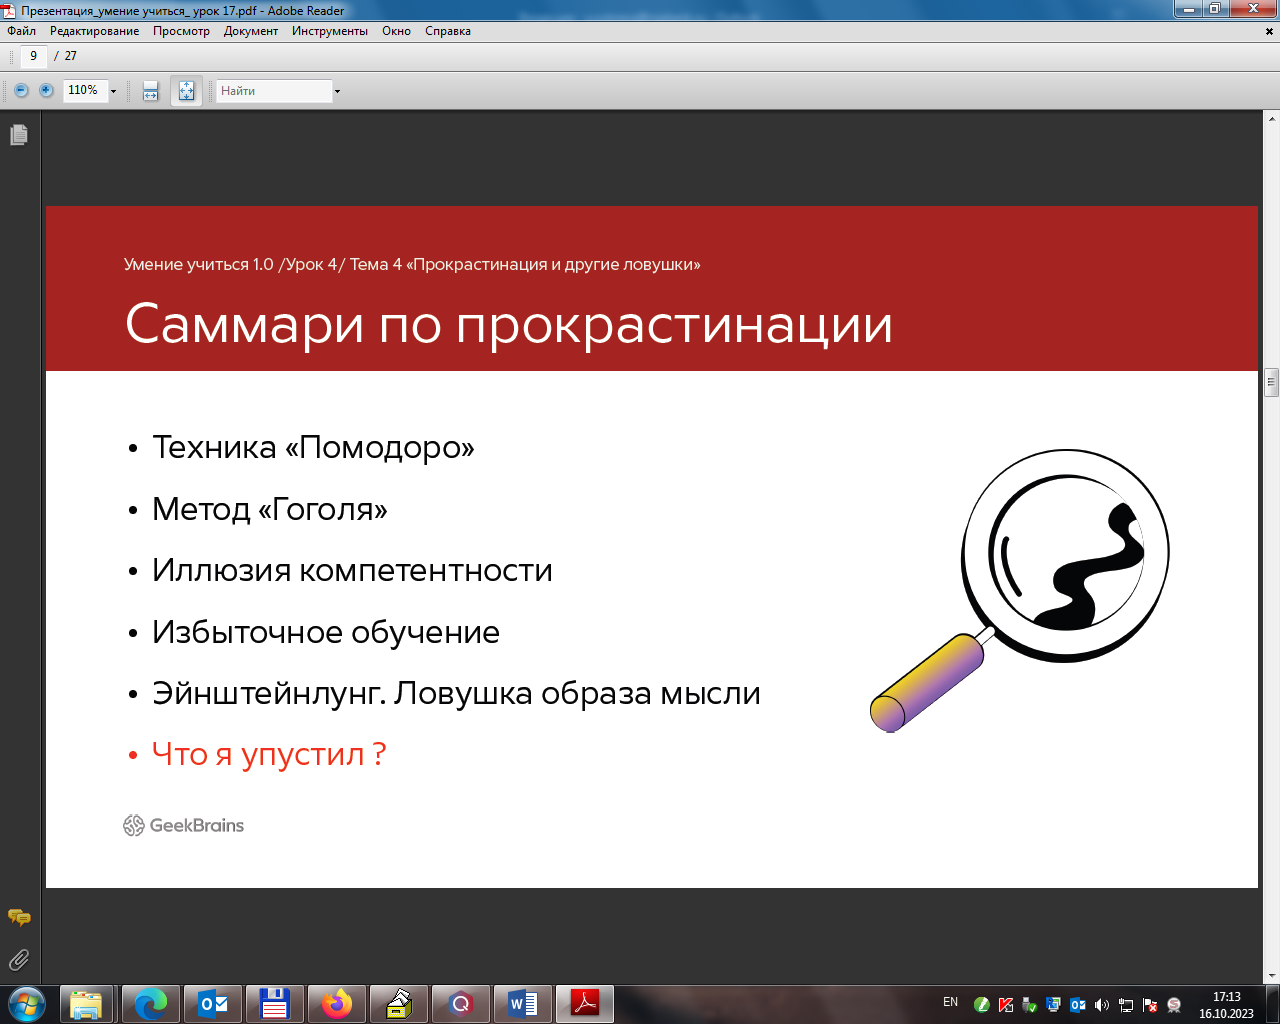 Презентация_умение учиться_ урок 17.pdf - Adobe Reader
Файл Редактирование Просмотр Документ Инструменты Окно Справка
9 / 27
110% Найти
Умение учиться 1.0 /Урок 4/ Тема 4 «Прокрастинация и другие ловушки»
Саммари по прокрастинации
• Техника «Помодоро»
• Метод «Гоголя»
• Иллюзия компетентности
• Избыточное обучение
• Эйнштейнлунг. Ловушка образа мысли
• Что я упустил ?
GeekBrains
EN
17:13
16.10.2023